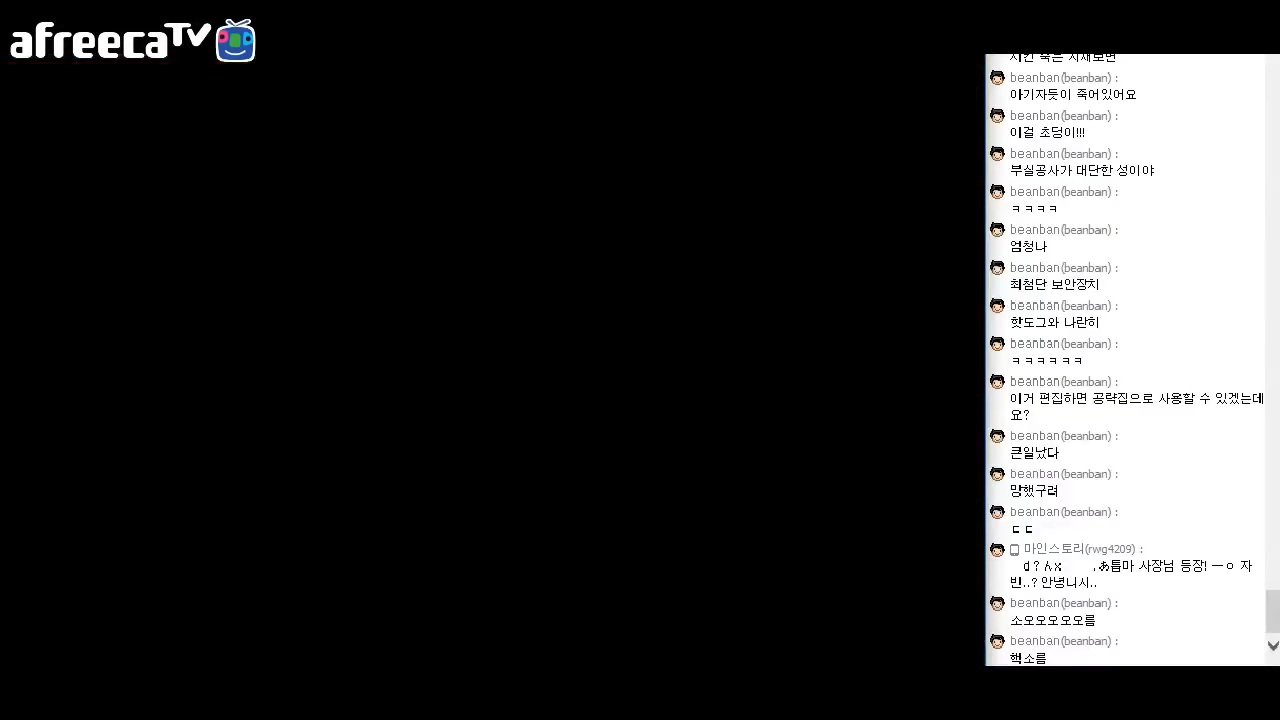 afreecaTV
beanban(beanban) :
아기자듯이 죽어있어요
beanban(beanban) :
이걸 초덩이!!!
beanban(beanban) :
부실공사가 대단한 성이야
beanban(beanban) :
ㅋㅋㅋㅋ
beanban(beanban) :
엄청나
beanban(beanban) :
최첨단 보안장치
beanban(beanban) :
핫도그와 나란히
beanban(beanban) :
ㅋㅋㅋㅋㅋㅋ
beanban(beanban) :
이거 편집하면 공략집으로 사용할 수 있겠는데
요?
beanban(beanban) :
큰일났다
beanban(beanban) :
망했구려
beanban(beanban) :
ㄷㄷ
마인스토리(rwg4209) :
사장님 등장! ㅡㅇ 자
빈..? 안녕니시..
beanban(beanban) :
소오오오오오름
beanban(beanban) :
핵소름